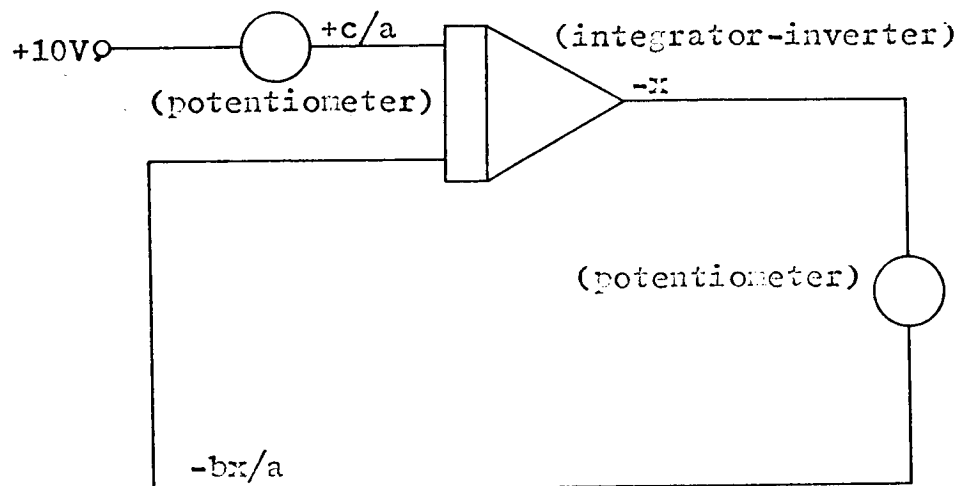 +10V
+c/a
(integrator-inverter)
(potentiometer)
-x
(potentiometer)
-bx/a